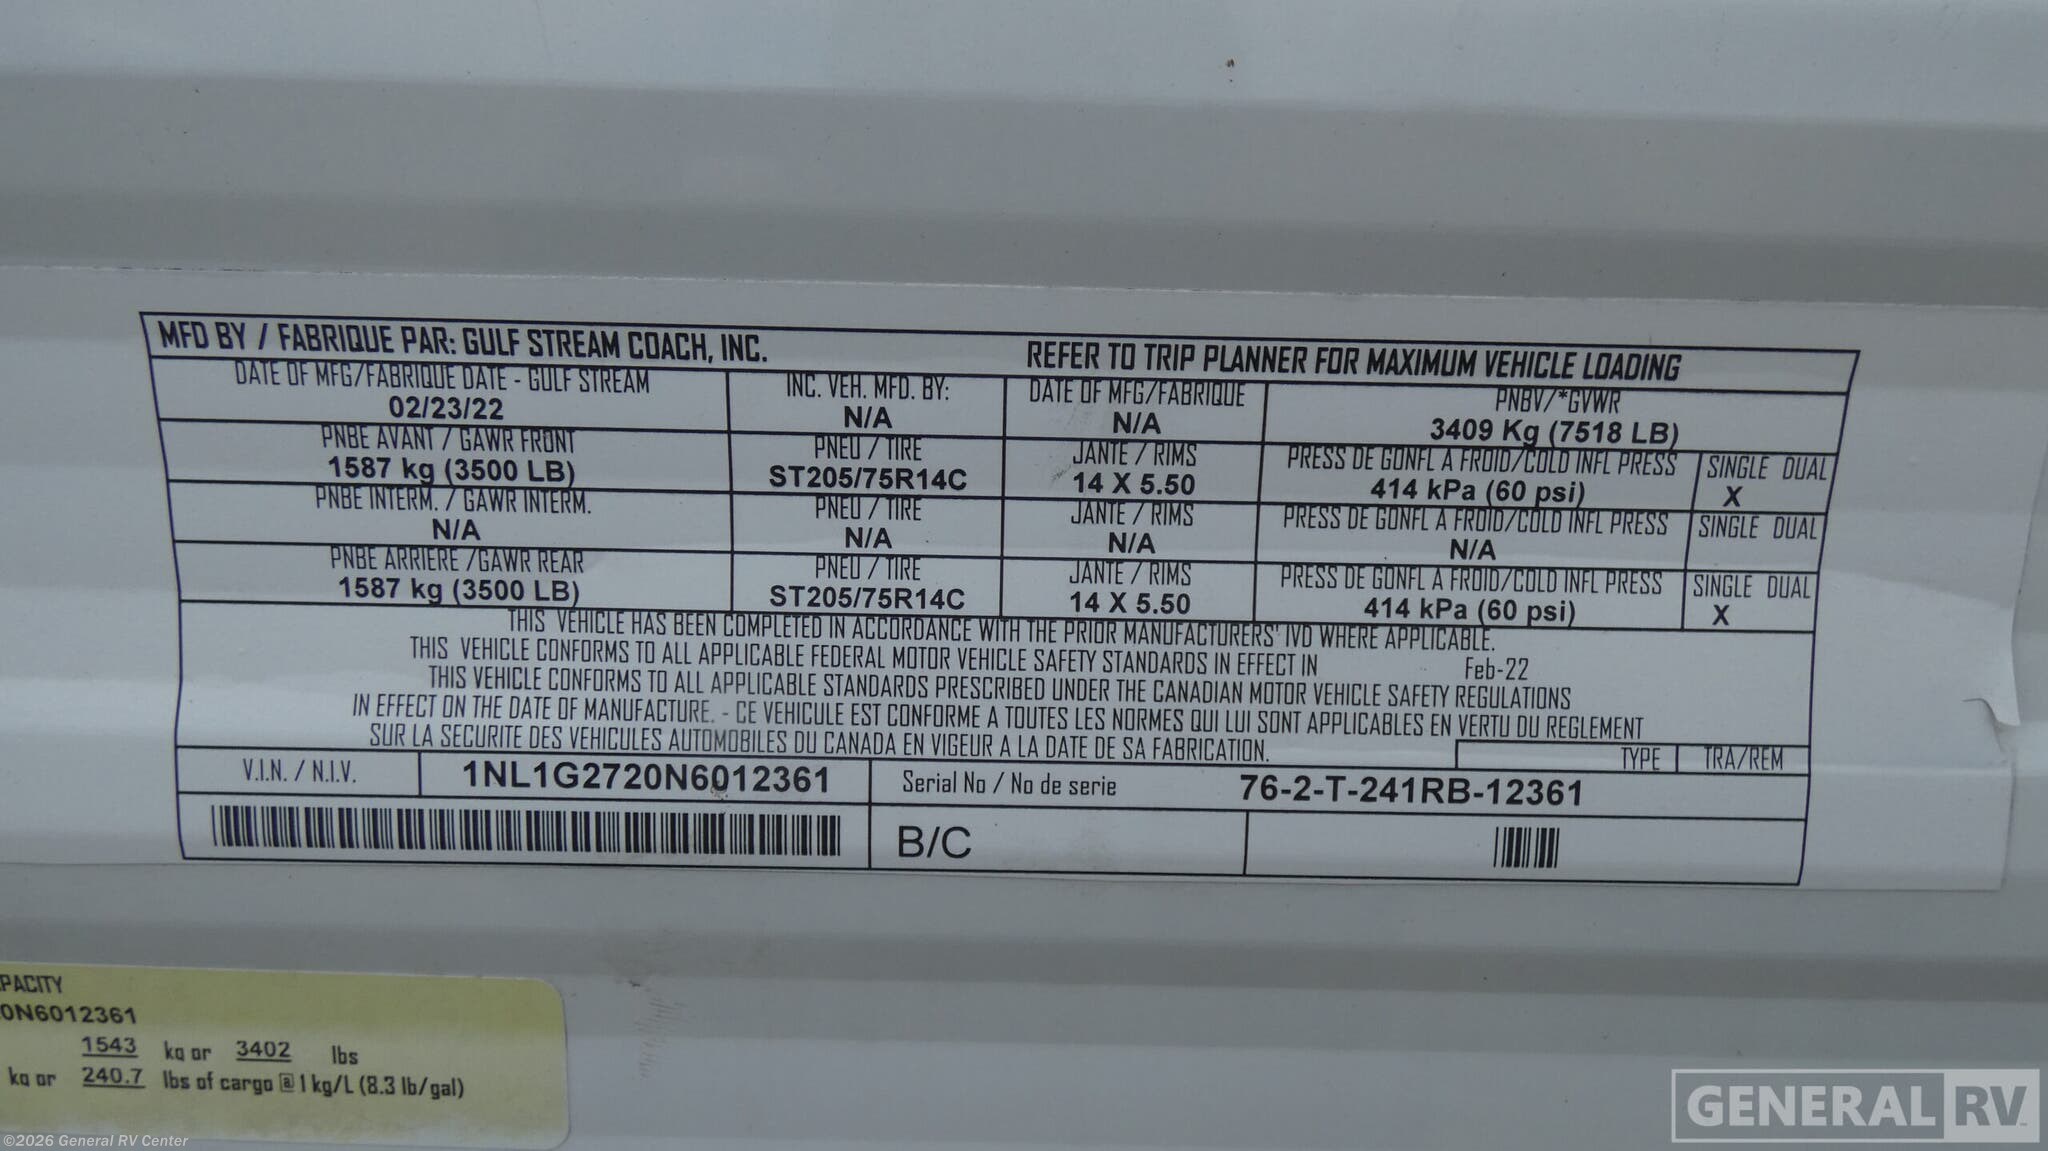 MFD BY / FABRIQUE PAR: GULF STREAM COACH, INC. REFER TO TRIP PLANNER FOR MAXIMUM VEHICLE LOADING
DATE OF MFG/FABRIQUE DATE - GULF STREAM INC. VEH. MFD. BY: DATE OF MFG/FABRIQUE PNBV/*GVWR
02/23/22 N/A N/A 3409 Kg (7518 LB)
PNBE AVANT / GAWR FRONT PNEU / TIRE JANTE / RIMS PRESS DE GONFL A FROID/COLD INFL PRESS SINGLE DUAL
1587 kg (3500 LB) ST205/75R14C 14 X 5.50 414 kPa (60 psi) X
PNBE INTERM. / GAWR INTERM. PNEU / TIRE JANTE / RIMS PRESS DE GONFL A FROID/COLD INFL PRESS SINGLE DUAL
N/A N/A N/A N/A
PNBE ARRIERE /GAWR REAR PNEU / TIRE JANTE / RIMS PRESS DE GONFL A FROID/COLD INFL PRESS SINGLE DUAL
1587 kg (3500 LB) ST205/75R14C 14 X 5.50 414 kPa (60 psi) X
THIS VEHICLE HAS BEEN COMPLETED IN ACCORDANCE WITH THE PRIOR MANUFACTURERS' IVD WHERE APPLICABLE.
THIS VEHICLE CONFORMS TO ALL APPLICABLE FEDERAL MOTOR VEHICLE SAFETY STANDARDS IN EFFECT IN Feb-22
THIS VEHICLE CONFORMS TO ALL APPLICABLE STANDARDS PRESCRIBED UNDER THE CANADIAN MOTOR VEHICLE SAFETY REGULATIONS
IN EFFECT ON THE DATE OF MANUFACTURE. - CE VEHICULE EST CONFORME A TOUTES LES NORMES QUI LUI SONT APPLICABLES EN VERTU DU REGLEMENT
SUR LA SECURITE DES VEHICULES AUTOMOBILES DU CANADA EN VIGEUR A LA DATE DE SA FABRICATION.
TYPE TRA/REM
V.I.N. / N.I.V. 1NL1G2720N6012361 Serial No / No de serie 76-2-T-241RB-12361
B/C
PACITY
0N6012361
1543 kg or 3402 lbs
kg or 240.7 lbs of cargo @ 1 kg/L (8.3 lb/gal)
©2026 General RV Center
GENERAL RV